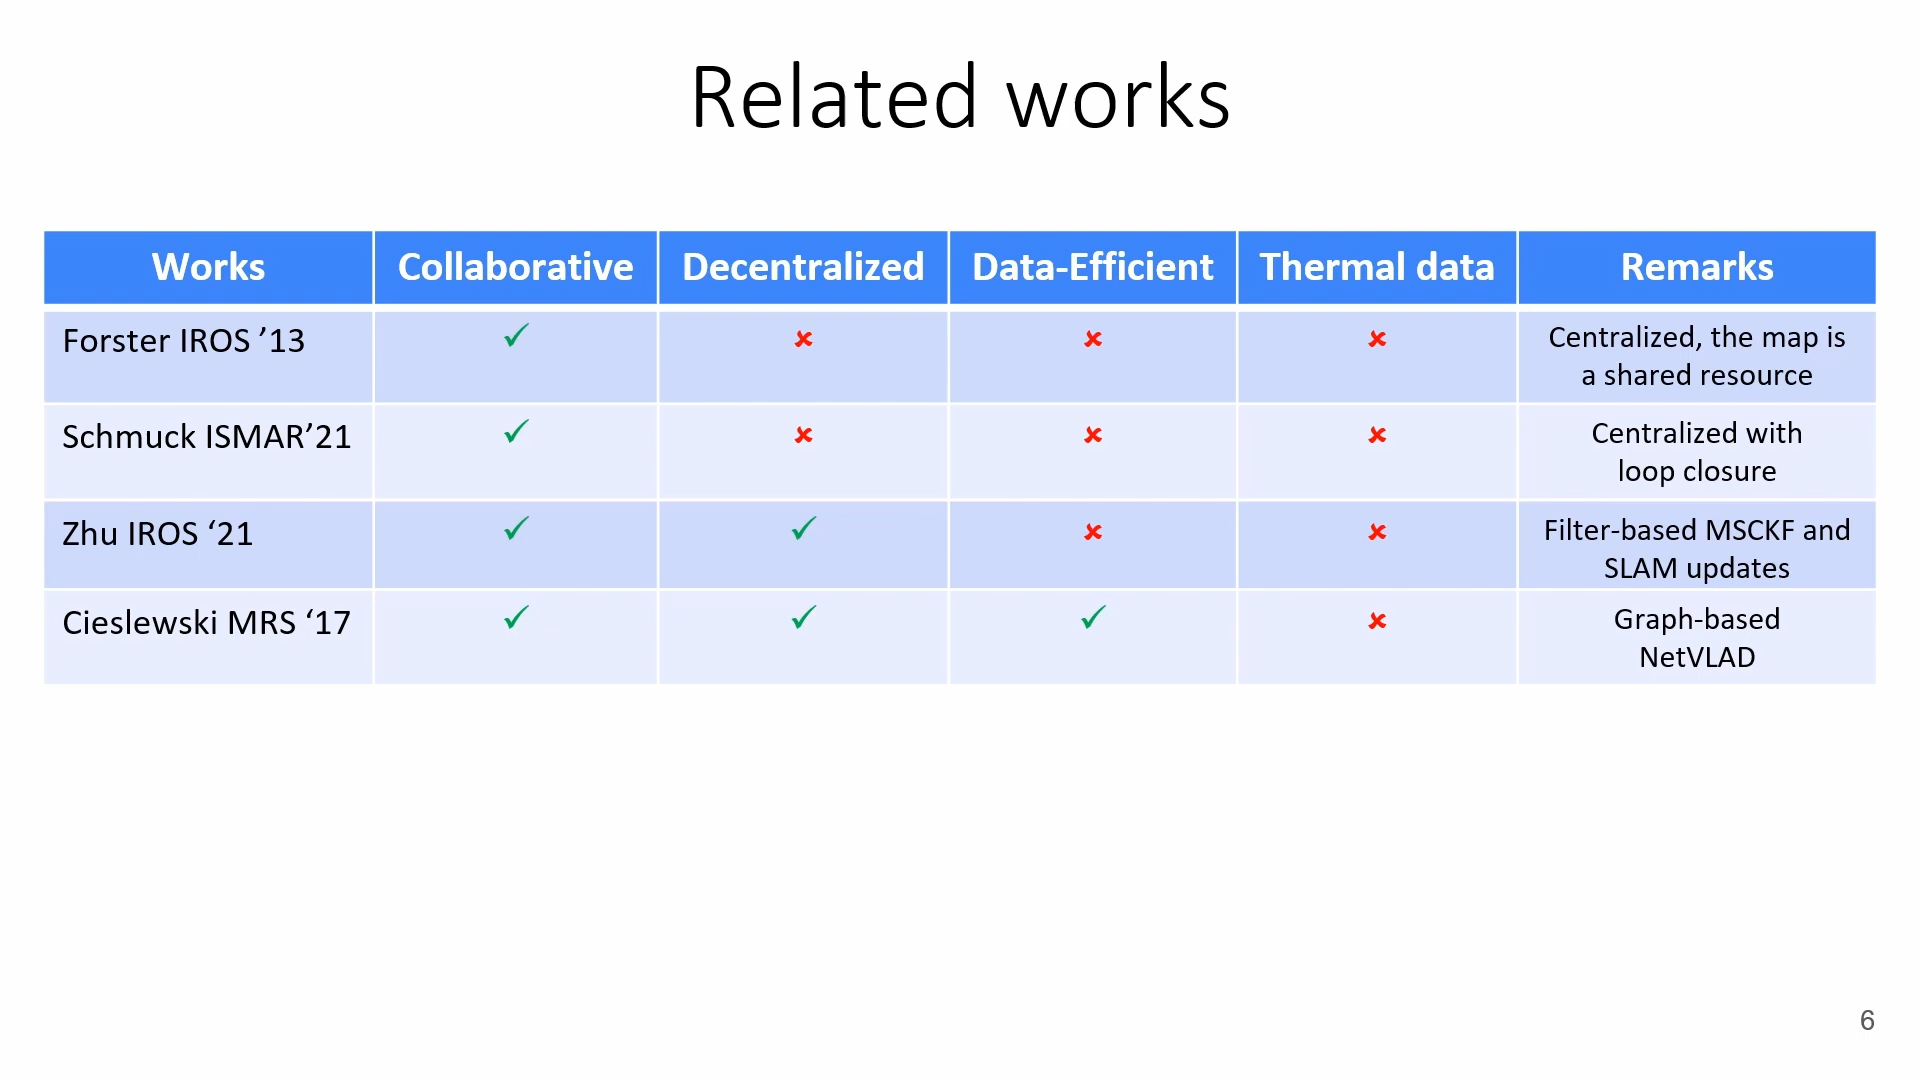 Related works
Works Collaborative Decentralized Data-Efficient Thermal data Remarks
Forster IROS ’13 ✓ ✘ ✘ ✘ Centralized, the map is
a shared resource
Schmuck ISMAR’21 ✓ ✘ ✘ ✘ Centralized with
loop closure
Zhu IROS ‘21 ✓ ✓ ✘ ✘ Filter-based MSCKF and
SLAM updates
Cieslewski MRS ‘17 ✓ ✓ ✓ ✘ Graph-based
NetVLAD
6